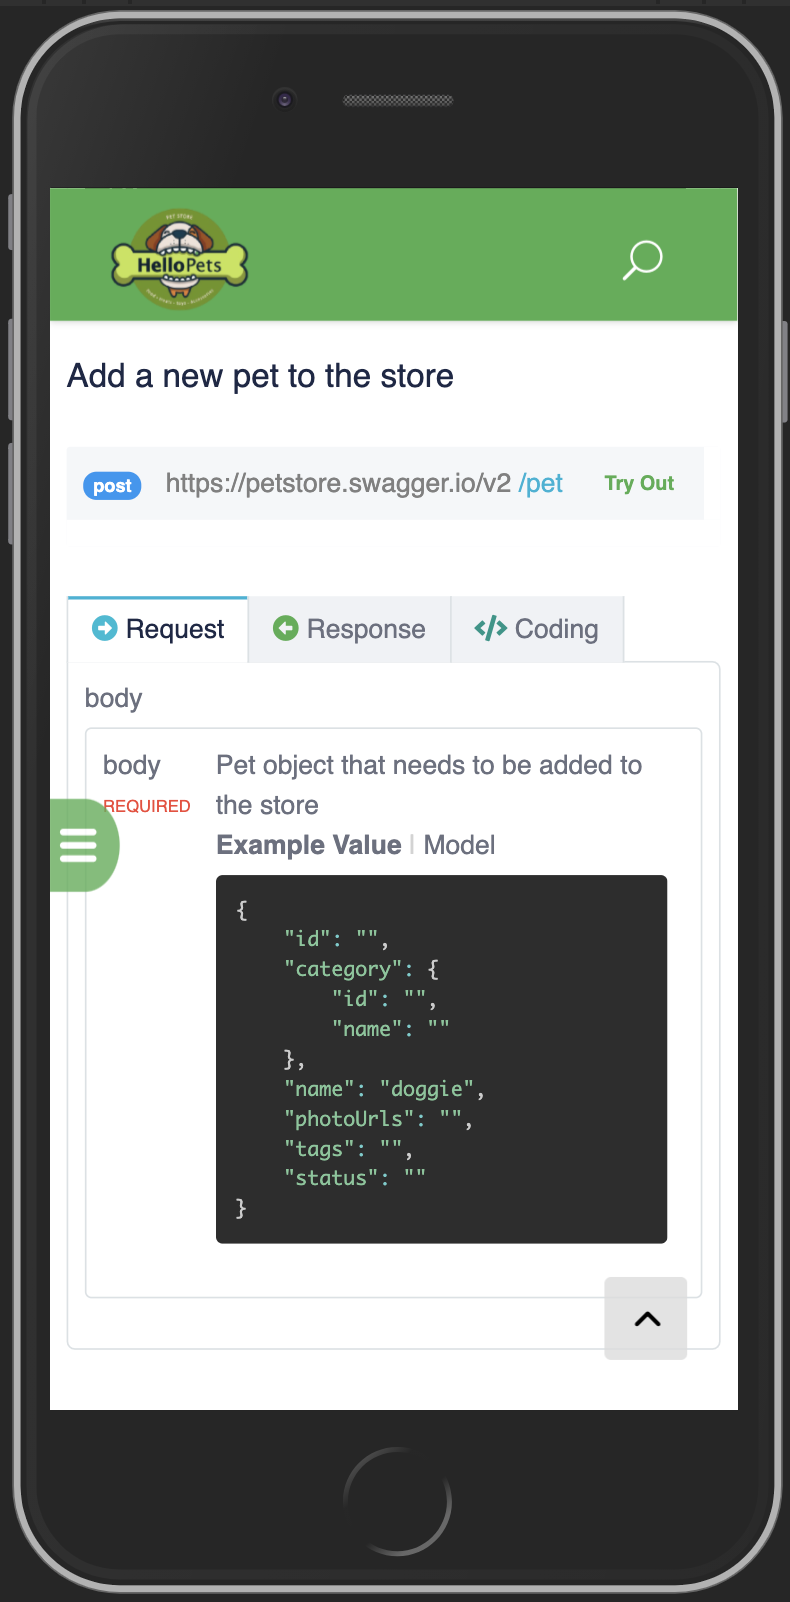 PET STORE
HelloPets
Add a new pet to the store
post https://petstore.swagger.io/v2 /pet Try Out
Request Response </> Coding
body
body Pet object that needs to be added to
REQUIRED the store
Example Value | Model
{
    "id": "",
    "category": {
        "id": "",
        "name": ""
    },
    "name": "doggie",
    "photoUrls": "",
    "tags": "",
    "status": ""
}